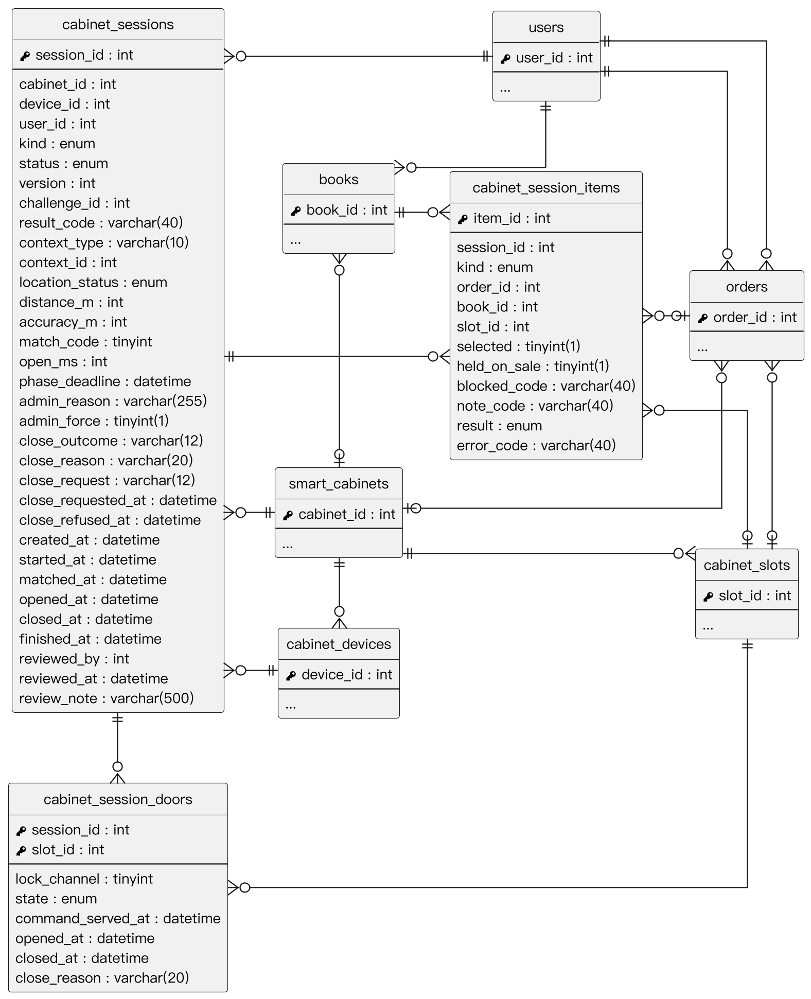 cabinet_sessions
session_id : int
cabinet_id : int
device_id : int
user_id : int
kind : enum
status : enum
version : int
challenge_id : int
result_code : varchar(40)
context_type : varchar(10)
context_id : int
location_status : enum
distance_m : int
accuracy_m : int
match_code : tinyint
open_ms : int
phase_deadline : datetime
admin_reason : varchar(255)
admin_force : tinyint(1)
close_outcome : varchar(12)
close_reason : varchar(20)
close_request : varchar(12)
close_requested_at : datetime
close_refused_at : datetime
created_at : datetime
started_at : datetime
matched_at : datetime
opened_at : datetime
closed_at : datetime
finished_at : datetime
reviewed_by : int
reviewed_at : datetime
review_note : varchar(500)
users
user_id : int
...
books
book_id : int
...
cabinet_session_items
item_id : int
session_id : int
kind : enum
order_id : int
book_id : int
slot_id : int
selected : tinyint(1)
held_on_sale : tinyint(1)
blocked_code : varchar(40)
note_code : varchar(40)
result : enum
error_code : varchar(40)
orders
order_id : int
...
smart_cabinets
cabinet_id : int
...
cabinet_slots
slot_id : int
...
cabinet_devices
device_id : int
...
cabinet_session_doors
session_id : int
slot_id : int
lock_channel : tinyint
state : enum
command_served_at : datetime
opened_at : datetime
closed_at : datetime
close_reason : varchar(20)